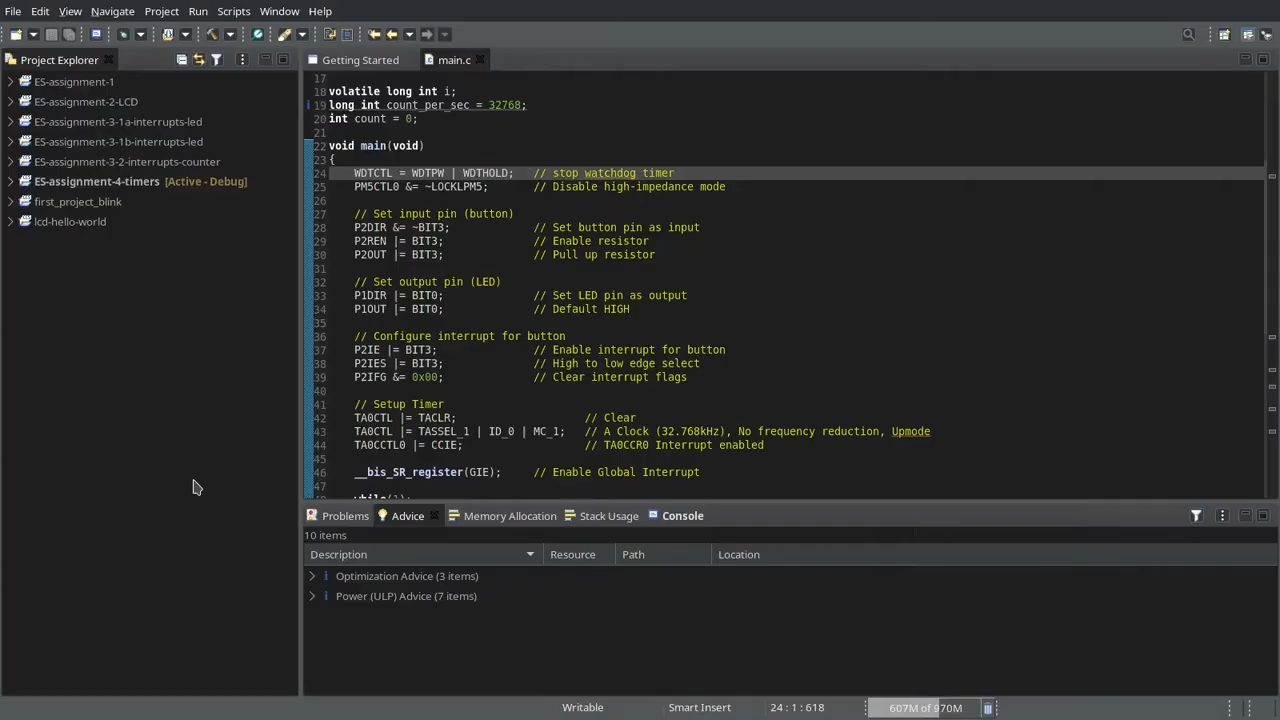 File Edit View Navigate Project Run Scripts Window Help
Project Explorer
ES-assignment-1
ES-assignment-2-LCD
ES-assignment-3-1a-interrupts-led
ES-assignment-3-1b-interrupts-led
ES-assignment-3-2-interrupts-counter
ES-assignment-4-timers [Active - Debug]
first_project_blink
lcd-hello-world
Getting Started main.c
17
18 volatile long int i;
19 long int count_per_sec = 32768;
20 int count = 0;
21
22 void main(void)
23 {
24 WDTCTL = WDTPW | WDTHOLD; // stop watchdog timer
25 PM5CTL0 &= ~LOCKLPM5; // Disable high-impedance mode
26
27 // Set input pin (button)
28 P2DIR &= ~BIT3; // Set button pin as input
29 P2REN |= BIT3; // Enable resistor
30 P2OUT |= BIT3; // Pull up resistor
31
32 // Set output pin (LED)
33 P1DIR |= BIT0; // Set LED pin as output
34 P1OUT |= BIT0; // Default HIGH
35
36 // Configure interrupt for button
37 P2IE |= BIT3; // Enable interrupt for button
38 P2IES |= BIT3; // High to low edge select
39 P2IFG &= 0x00; // Clear interrupt flags
40
41 // Setup Timer
42 TA0CTL |= TACLR; // Clear
43 TA0CTL |= TASSEL_1 | ID_0 | MC_1; // A Clock (32.768kHz), No frequency reduction, Upmode
44 TA0CCTL0 |= CCIE; // TA0CCR0 Interrupt enabled
45
46 __bis_SR_register(GIE); // Enable Global Interrupt
47
48 while(1);
Problems Advice Memory Allocation Stack Usage Console
10 items
Description Resource Path Location
Optimization Advice (3 items)
Power (ULP) Advice (7 items)
Writable Smart Insert 24 : 1 : 618 607M of 970M